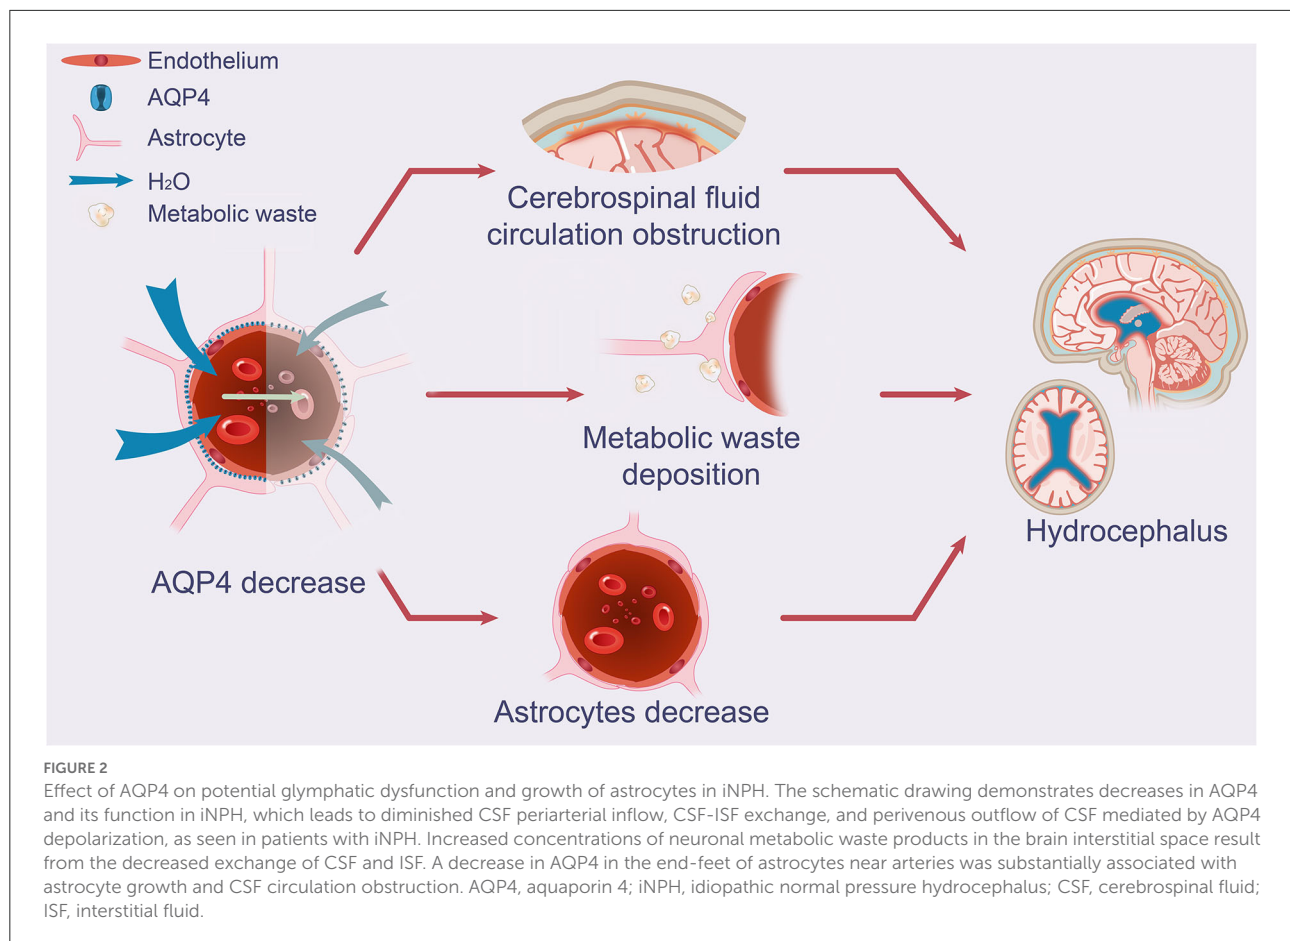 Endothelium
AQP4
Astrocyte
H₂O
Metabolic waste
Cerebrospinal fluid
circulation obstruction
Metabolic waste
deposition
Hydrocephalus
AQP4 decrease
Astrocytes decrease
FIGURE 2
Effect of AQP4 on potential glymphatic dysfunction and growth of astrocytes in iNPH. The schematic drawing demonstrates decreases in AQP4
and its function in iNPH, which leads to diminished CSF periarterial inflow, CSF-ISF exchange, and perivenous outflow of CSF mediated by AQP4
depolarization, as seen in patients with iNPH. Increased concentrations of neuronal metabolic waste products in the brain interstitial space result
from the decreased exchange of CSF and ISF. A decrease in AQP4 in the end-feet of astrocytes near arteries was substantially associated with
astrocyte growth and CSF circulation obstruction. AQP4, aquaporin 4; iNPH, idiopathic normal pressure hydrocephalus; CSF, cerebrospinal fluid;
ISF, interstitial fluid.